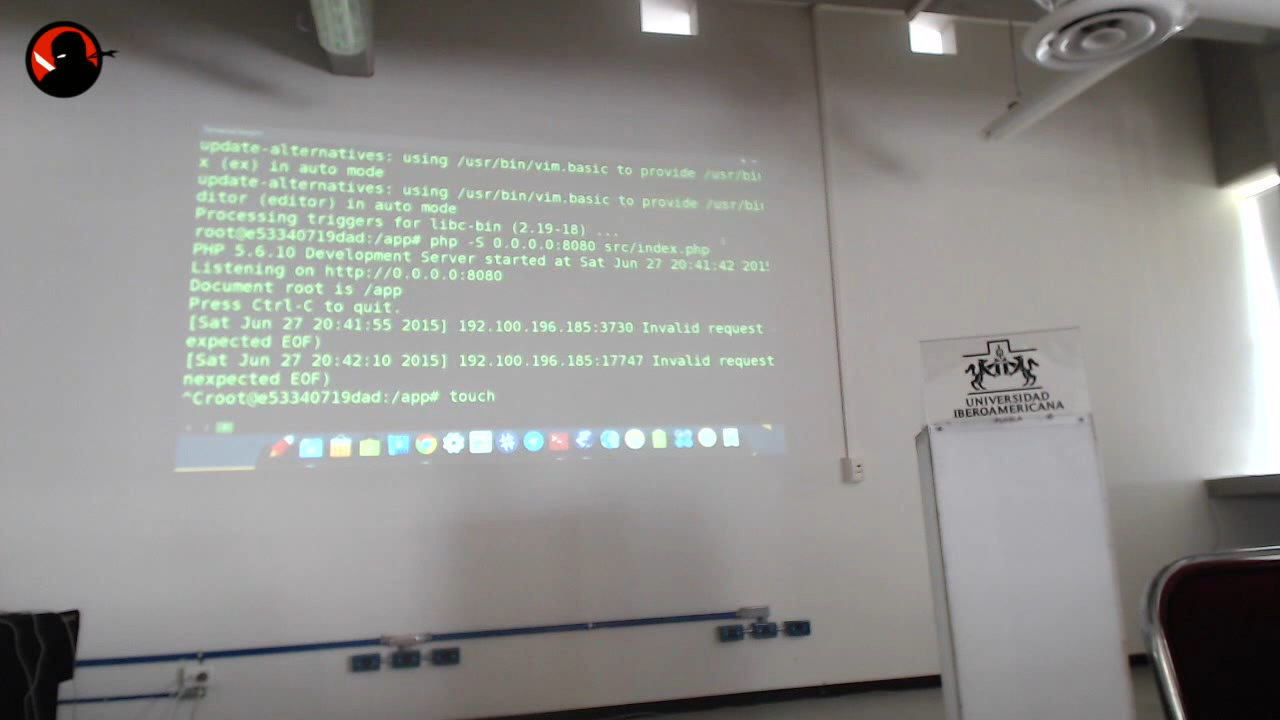 update-alternatives: using /usr/bin/vim.basic to provide /usr/bi
x (ex) in auto mode
update-alternatives: using /usr/bin/vim.basic to provide /usr/bi
ditor (editor) in auto mode
Processing triggers for libc-bin (2.19-18) ...
root@e53340719dad:/app# php -S 0.0.0.0:8080 src/index.php
PHP 5.6.10 Development Server started at Sat Jun 27 20:41:42 2015
Listening on http://0.0.0.0:8080
Document root is /app
Press Ctrl-C to quit.
[Sat Jun 27 20:41:55 2015] 192.100.196.185:3730 Invalid request
expected EOF)
[Sat Jun 27 20:42:10 2015] 192.100.196.185:17747 Invalid request
nexpected EOF)
^Croot@e53340719dad:/app# touch
UNIVERSIDAD
IBEROAMERICANA
PUEBLA